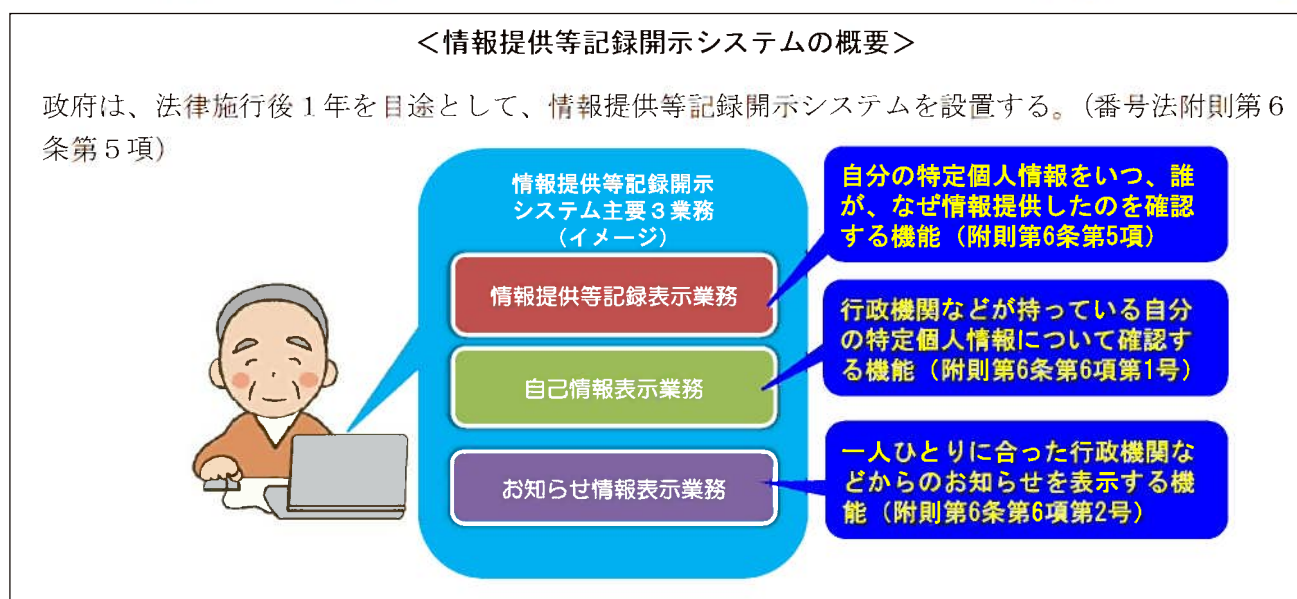 ＜情報提供等記録開示システムの概要＞
政府は、法律施行後１年を目途として、情報提供等記録開示システムを設置する。（番号法附則第６
条第５項）
情報提供等記録開示
システム主要３業務
（イメージ）
情報提供等記録表示業務
自己情報表示業務
お知らせ情報表示業務
自分の特定個人情報をいつ、誰
が、なぜ情報提供したのを確認
する機能（附則第6条第5項）
行政機関などが持っている自分
の特定個人情報について確認す
る機能（附則第6条第6項第1号）
一人ひとりに合った行政機関な
どからのお知らせを表示する機
能（附則第6条第6項第2号）